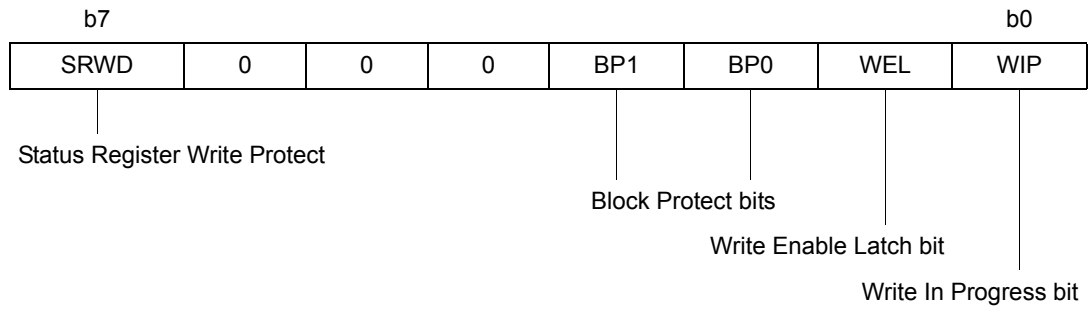 b7 b0
SRWD 0 0 0 BP1 BP0 WEL WIP
Status Register Write Protect
Block Protect bits
Write Enable Latch bit
Write In Progress bit